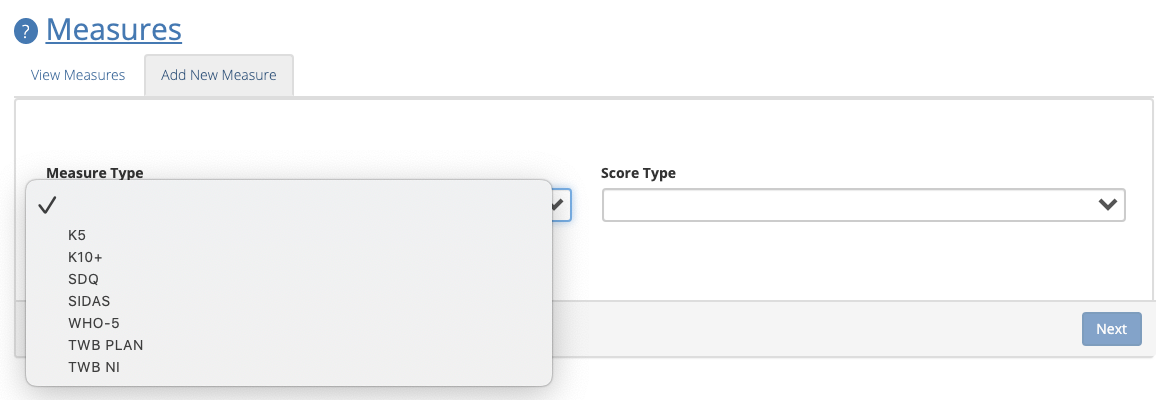 ? Measures
View Measures
Add New Measure
Measure Type
Score Type
K5
K10+
SDQ
SIDAS
WHO-5
TWB PLAN
TWB NI
Next